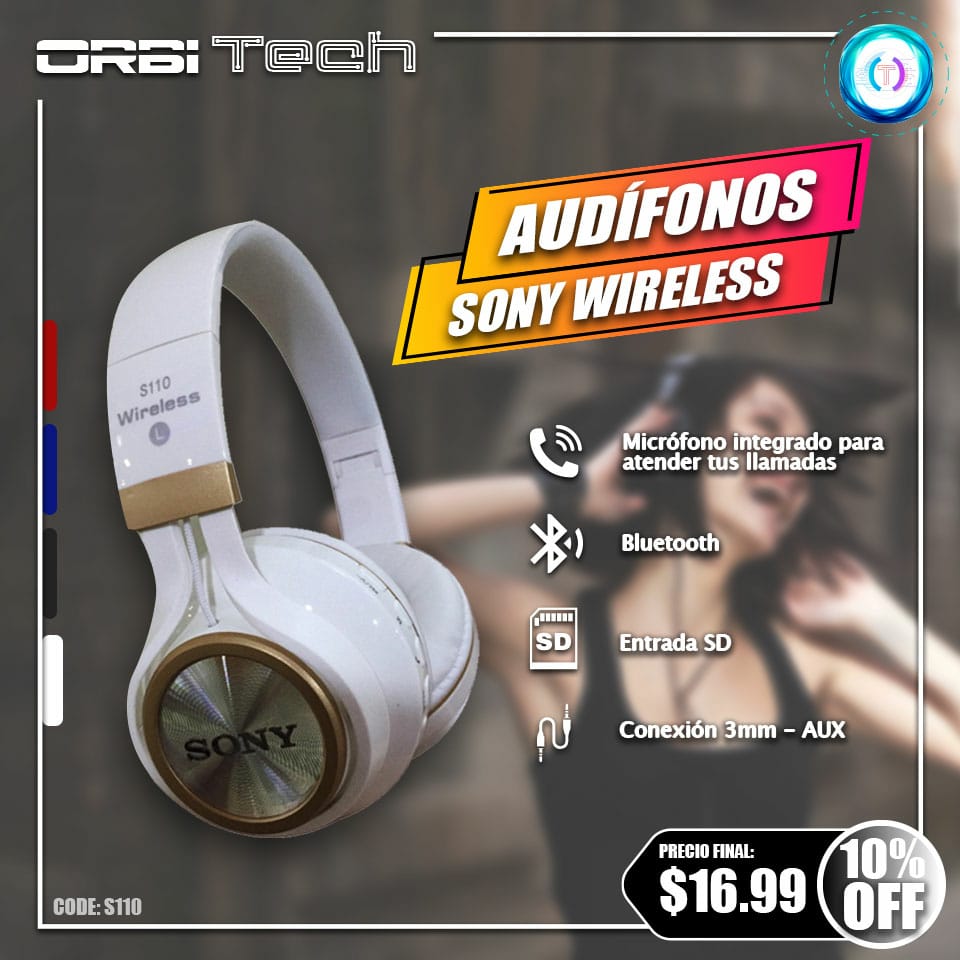 ORBI Tech
T
AUDÍFONOS
SONY WIRELESS
S110
Wireless
L
Micrófono integrado para
atender tus llamadas
Bluetooth
SD
Entrada SD
Conexión 3mm - AUX
SONY
PRECIO FINAL:
$16.99
10%
OFF
CODE: S110